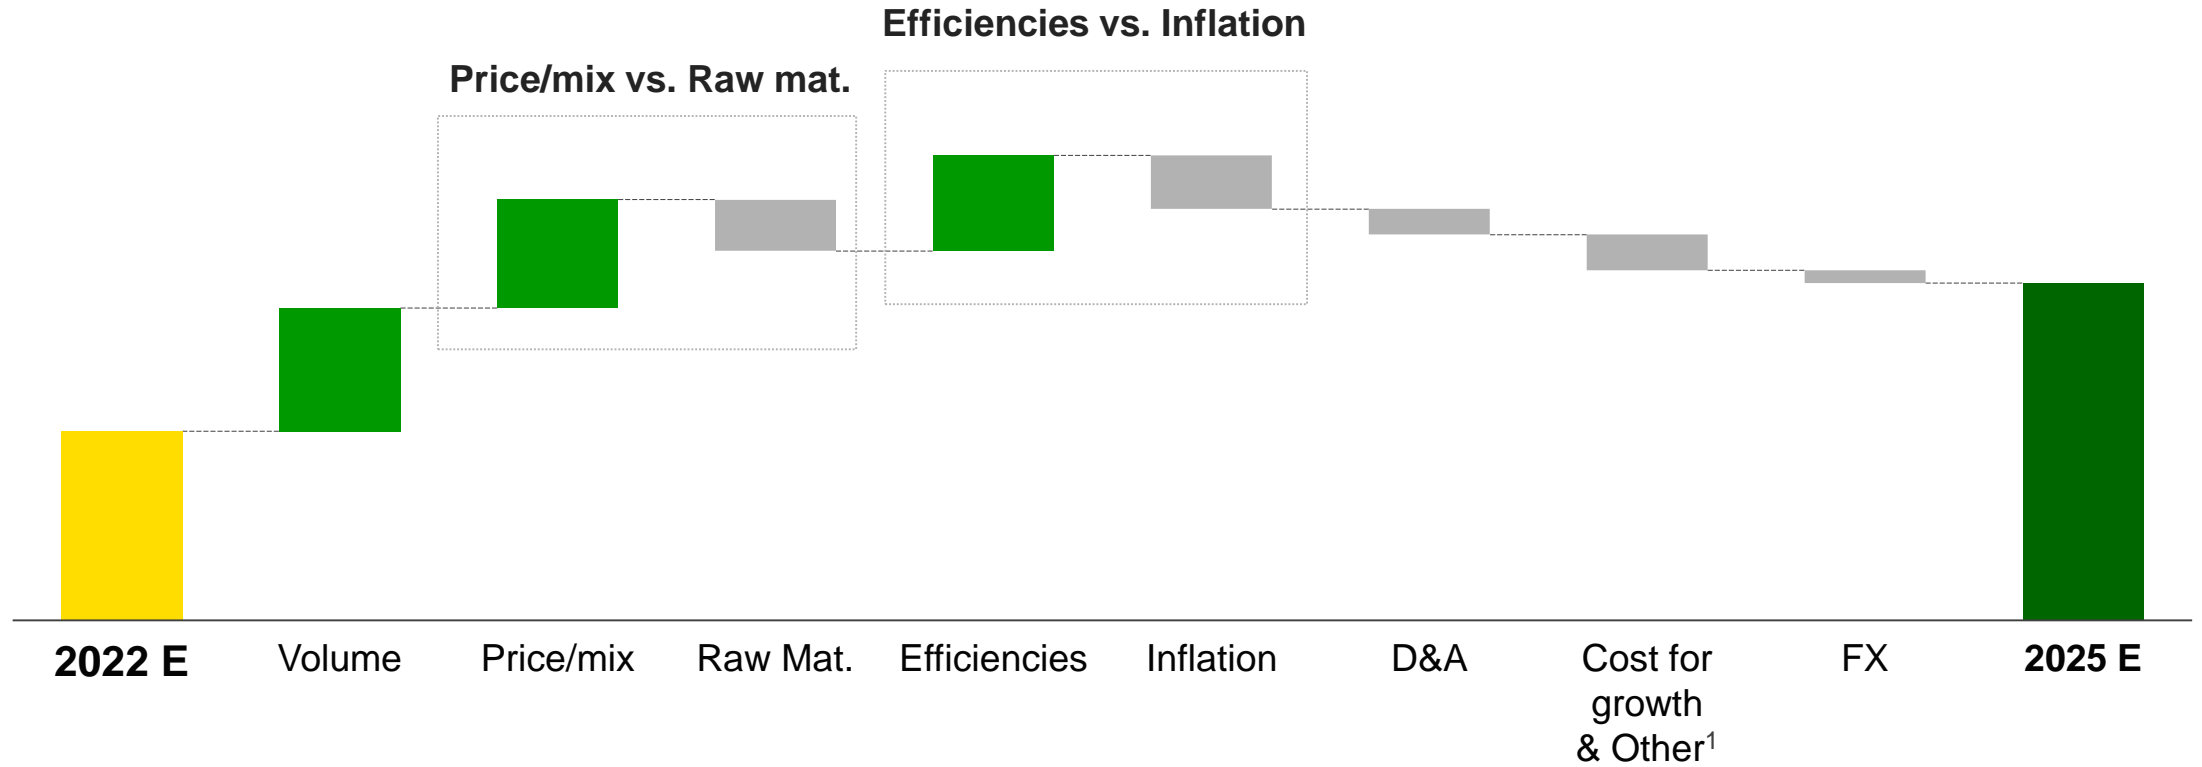 Efficiencies vs. Inflation
Price/mix vs. Raw mat.
2022 E
Volume
Price/mix
Raw Mat.
Efficiencies
Inflation
D&A
Cost for
growth
& Other¹
FX
2025 E